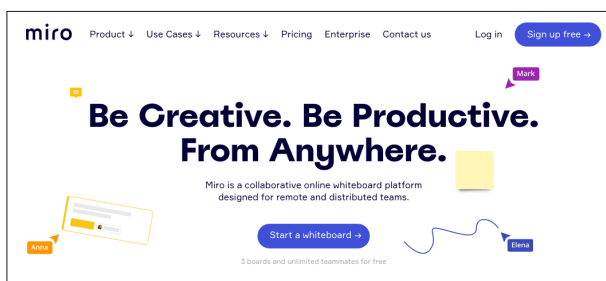 miro Product ↓ Use Cases ↓ Resources ↓ Pricing Enterprise Contact us Log in Sign up free →
Mark
Be Creative. Be Productive.
From Anywhere.
Miro is a collaborative online whiteboard platform
designed for remote and distributed teams.
Start a whiteboard →
Anna
Elena
3 boards and unlimited teammates for free